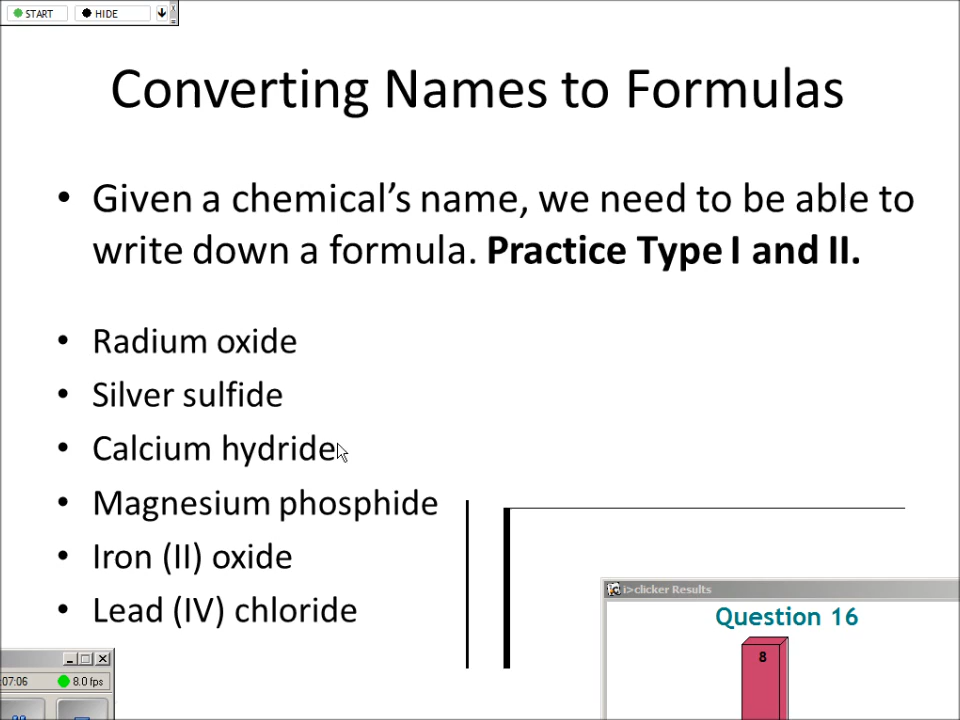 START HIDE
Converting Names to Formulas
• Given a chemical’s name, we need to be able to
write down a formula. Practice Type I and II.
• Radium oxide
• Silver sulfide
• Calcium hydride
• Magnesium phosphide
• Iron (II) oxide
• Lead (IV) chloride
i>clicker Results
Question 16
8
:07:06 8.0 fps